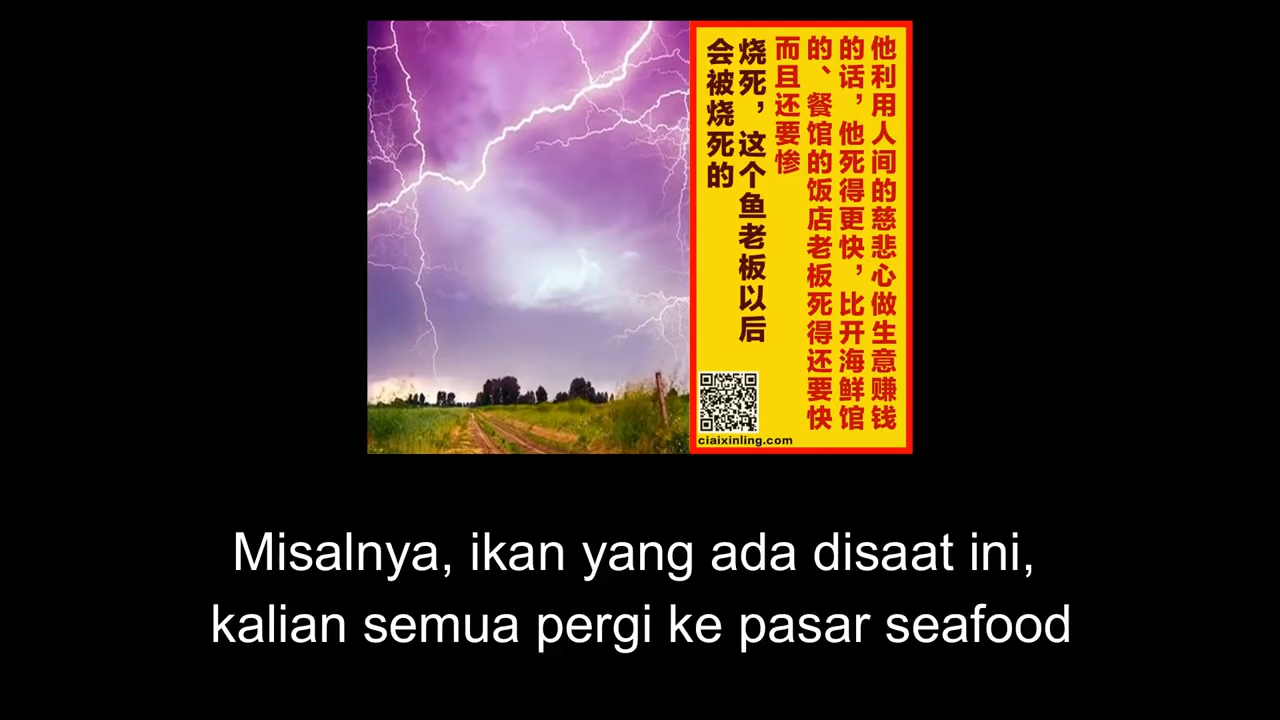 他利用人间的慈悲心做生意赚钱
的话，他死得更快，比开海鲜馆
的、餐馆的饭店老板死得还要快
而且还要惨
烧死，这个鱼老板以后
会被烧死的
ciaixinling.com
Misalnya, ikan yang ada disaat ini,
kalian semua pergi ke pasar seafood